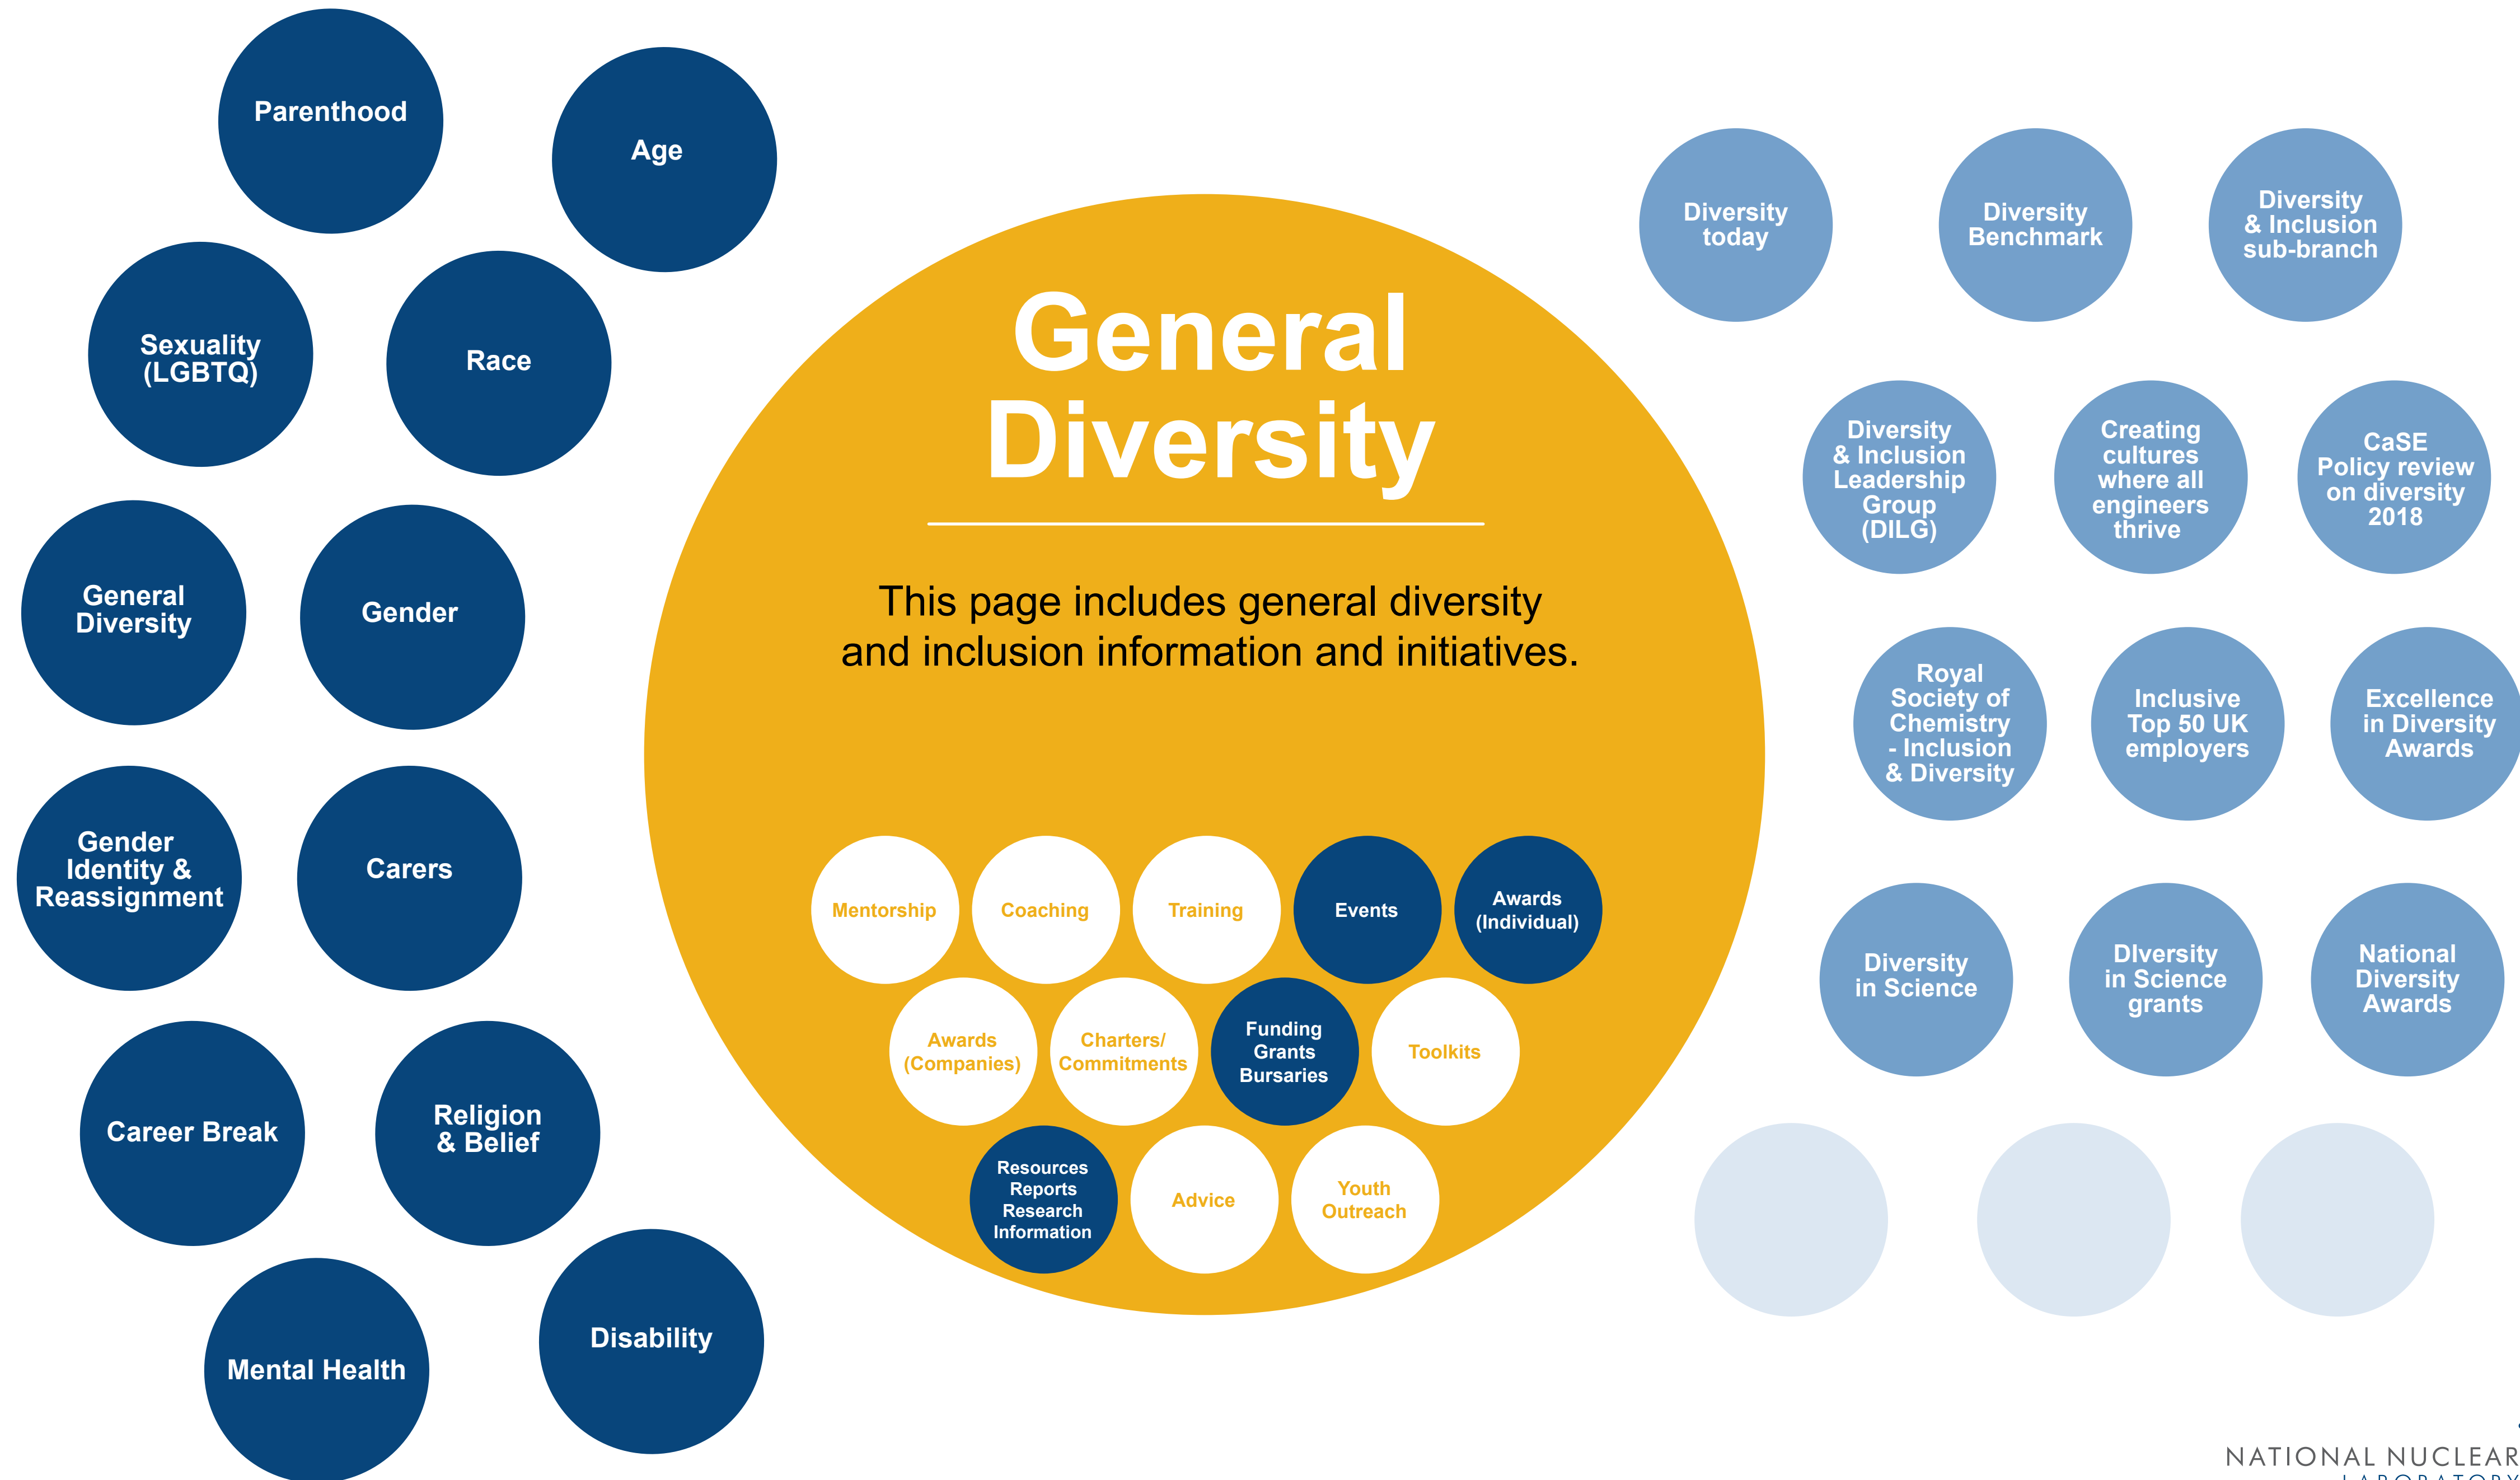 Parenthood
Age
Sexuality
(LGBTQ)
Race
General
Diversity
Gender
Gender
Identity &
Reassignment
Carers
Career Break
Religion
& Belief
Mental Health
Disability
General
Diversity
This page includes general diversity
and inclusion information and initiatives.
Mentorship
Coaching
Training
Events
Awards
(Individual)
Awards
(Companies)
Charters/
Commitments
Funding
Grants
Bursaries
Toolkits
Resources
Reports
Research
Information
Advice
Youth
Outreach
Diversity
today
Diversity
Benchmark
Diversity
& Inclusion
sub-branch
Diversity
& Inclusion
Leadership
Group
(DILG)
Creating
cultures
where all
engineers
thrive
CaSE
Policy review
on diversity
2018
Royal
Society of
Chemistry
- Inclusion
& Diversity
Inclusive
Top 50 UK
employers
Excellence
in Diversity
Awards
Diversity
in Science
DIversity
in Science
grants
National
Diversity
Awards
NATIONAL NUCLEAR
LABORATORY